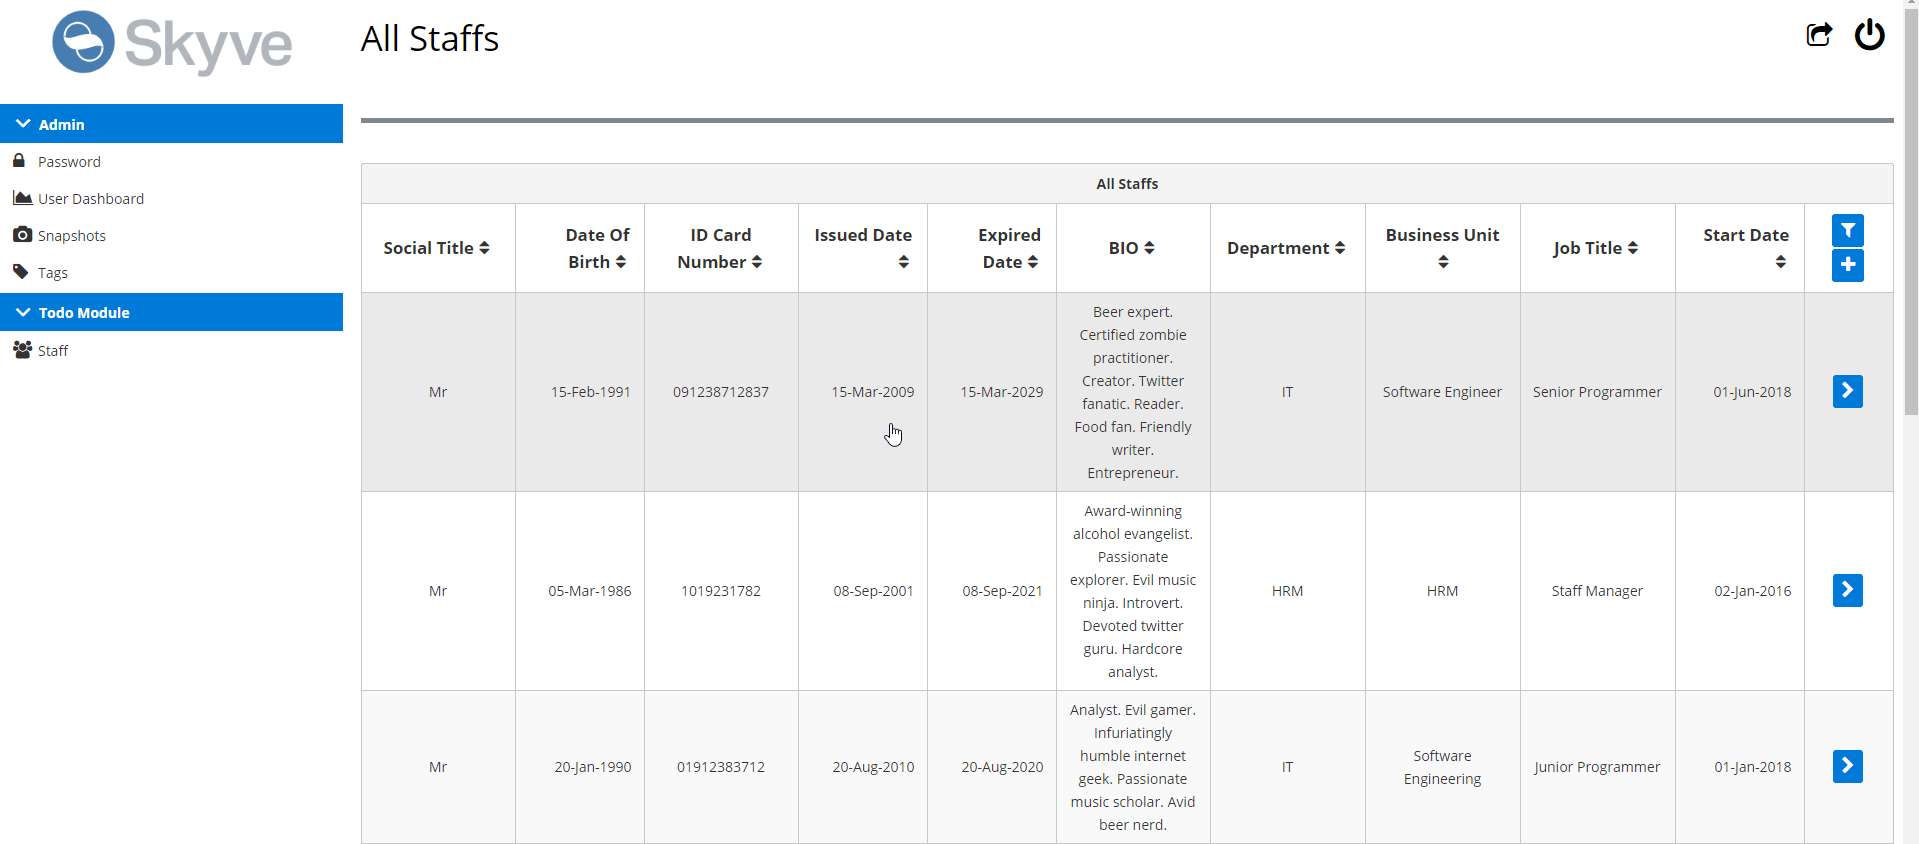 Skyve
All Staffs
Admin
Password
User Dashboard
Snapshots
Tags
Todo Module
Staff
All Staffs
Social Title
Date Of
Birth
ID Card
Number
Issued Date
Expired
Date
BIO
Department
Business Unit
Job Title
Start Date
Mr
15-Feb-1991
091238712837
15-Mar-2009
15-Mar-2029
Beer expert.
Certified zombie
practitioner.
Creator. Twitter
fanatic. Reader.
Food fan. Friendly
writer.
Entrepreneur.
IT
Software Engineer
Senior Programmer
01-Jun-2018
Mr
05-Mar-1986
1019231782
08-Sep-2001
08-Sep-2021
Award-winning
alcohol evangelist.
Passionate
explorer. Evil music
ninja. Introvert.
Devoted twitter
guru. Hardcore
analyst.
HRM
HRM
Staff Manager
02-Jan-2016
Mr
20-Jan-1990
01912383712
20-Aug-2010
20-Aug-2020
Analyst. Evil gamer.
Infuriatingly
humble internet
geek. Passionate
music scholar. Avid
beer nerd.
IT
Software
Engineering
Junior Programmer
01-Jan-2018